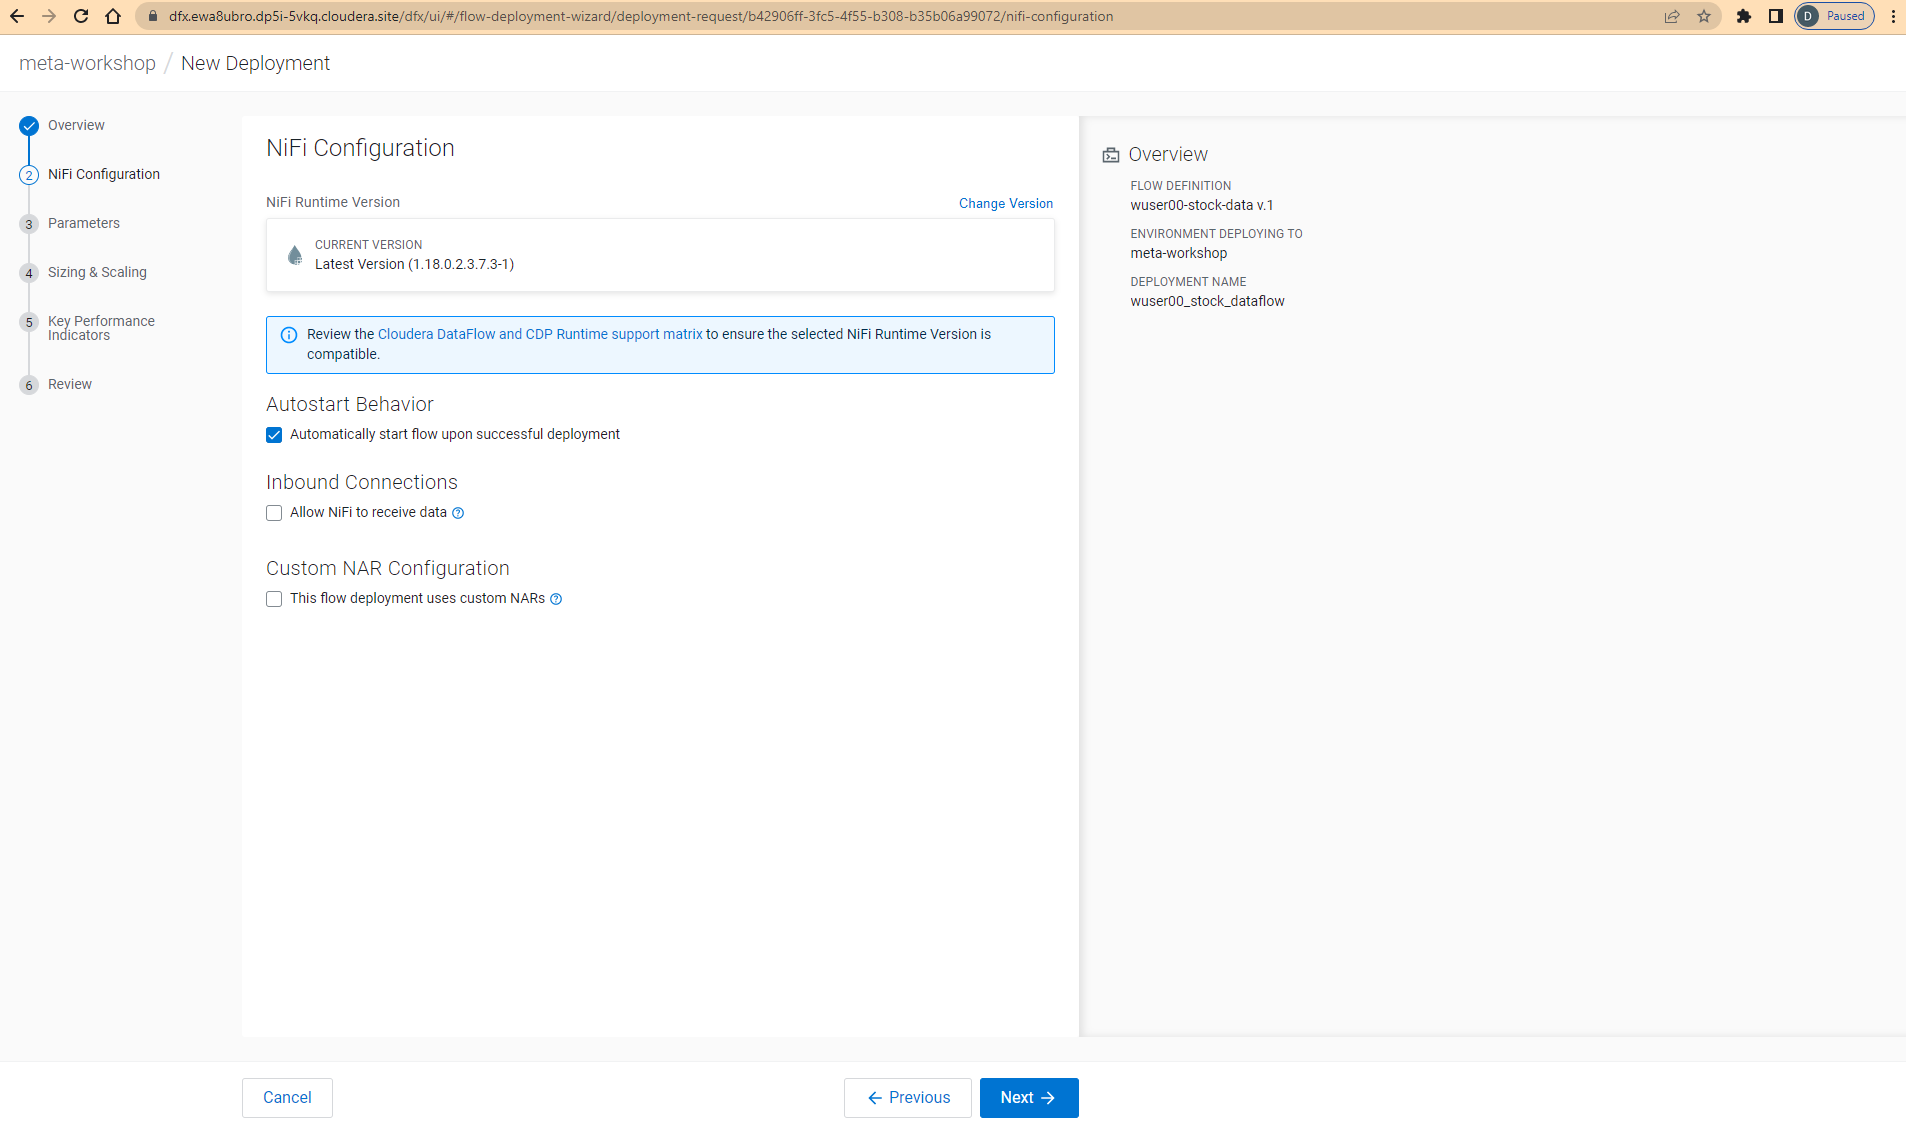 dfx.ewa8ubro.dp5i-5vkq.cloudera.site/dfx/ui/#/flow-deployment-wizard/deployment-request/b42906ff-3fc5-4f55-b308-b35b06a99072/nifi-configuration
D Paused
meta-workshop / New Deployment
Overview
2 NiFi Configuration
3 Parameters
4 Sizing & Scaling
5 Key Performance
Indicators
6 Review
NiFi Configuration
NiFi Runtime Version
Change Version
CURRENT VERSION
Latest Version (1.18.0.2.3.7.3-1)
Review the Cloudera DataFlow and CDP Runtime support matrix to ensure the selected NiFi Runtime Version is
compatible.
Autostart Behavior
Automatically start flow upon successful deployment
Inbound Connections
Allow NiFi to receive data
Custom NAR Configuration
This flow deployment uses custom NARs
Overview
FLOW DEFINITION
wuser00-stock-data v.1
ENVIRONMENT DEPLOYING TO
meta-workshop
DEPLOYMENT NAME
wuser00_stock_dataflow
Cancel
Previous
Next